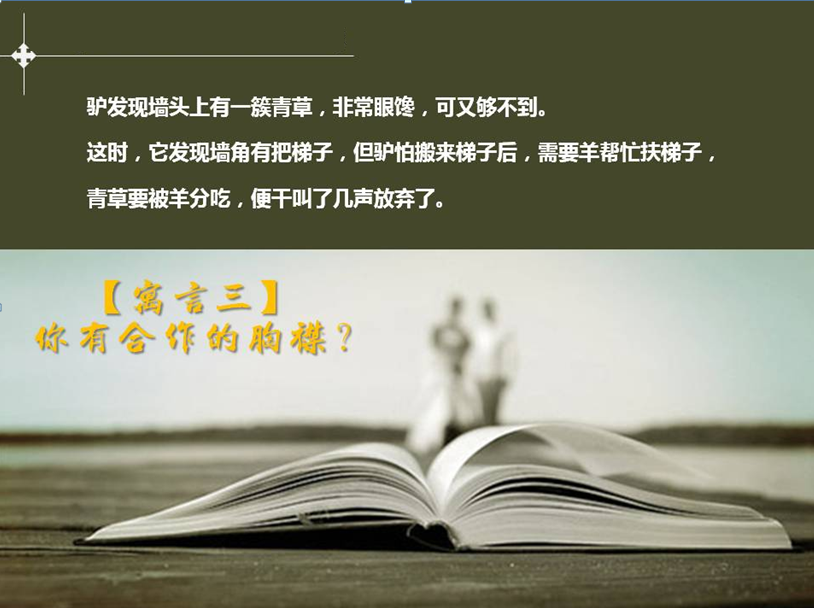 驴发现墙头上有一簇青草，非常眼馋，可又够不到。
这时，它发现墙角有把梯子，但驴怕搬来梯子后，需要羊帮忙扶梯子，
青草要被羊分吃，便干叫了几声放弃了。
【寓言三】
你有合作的胸襟？